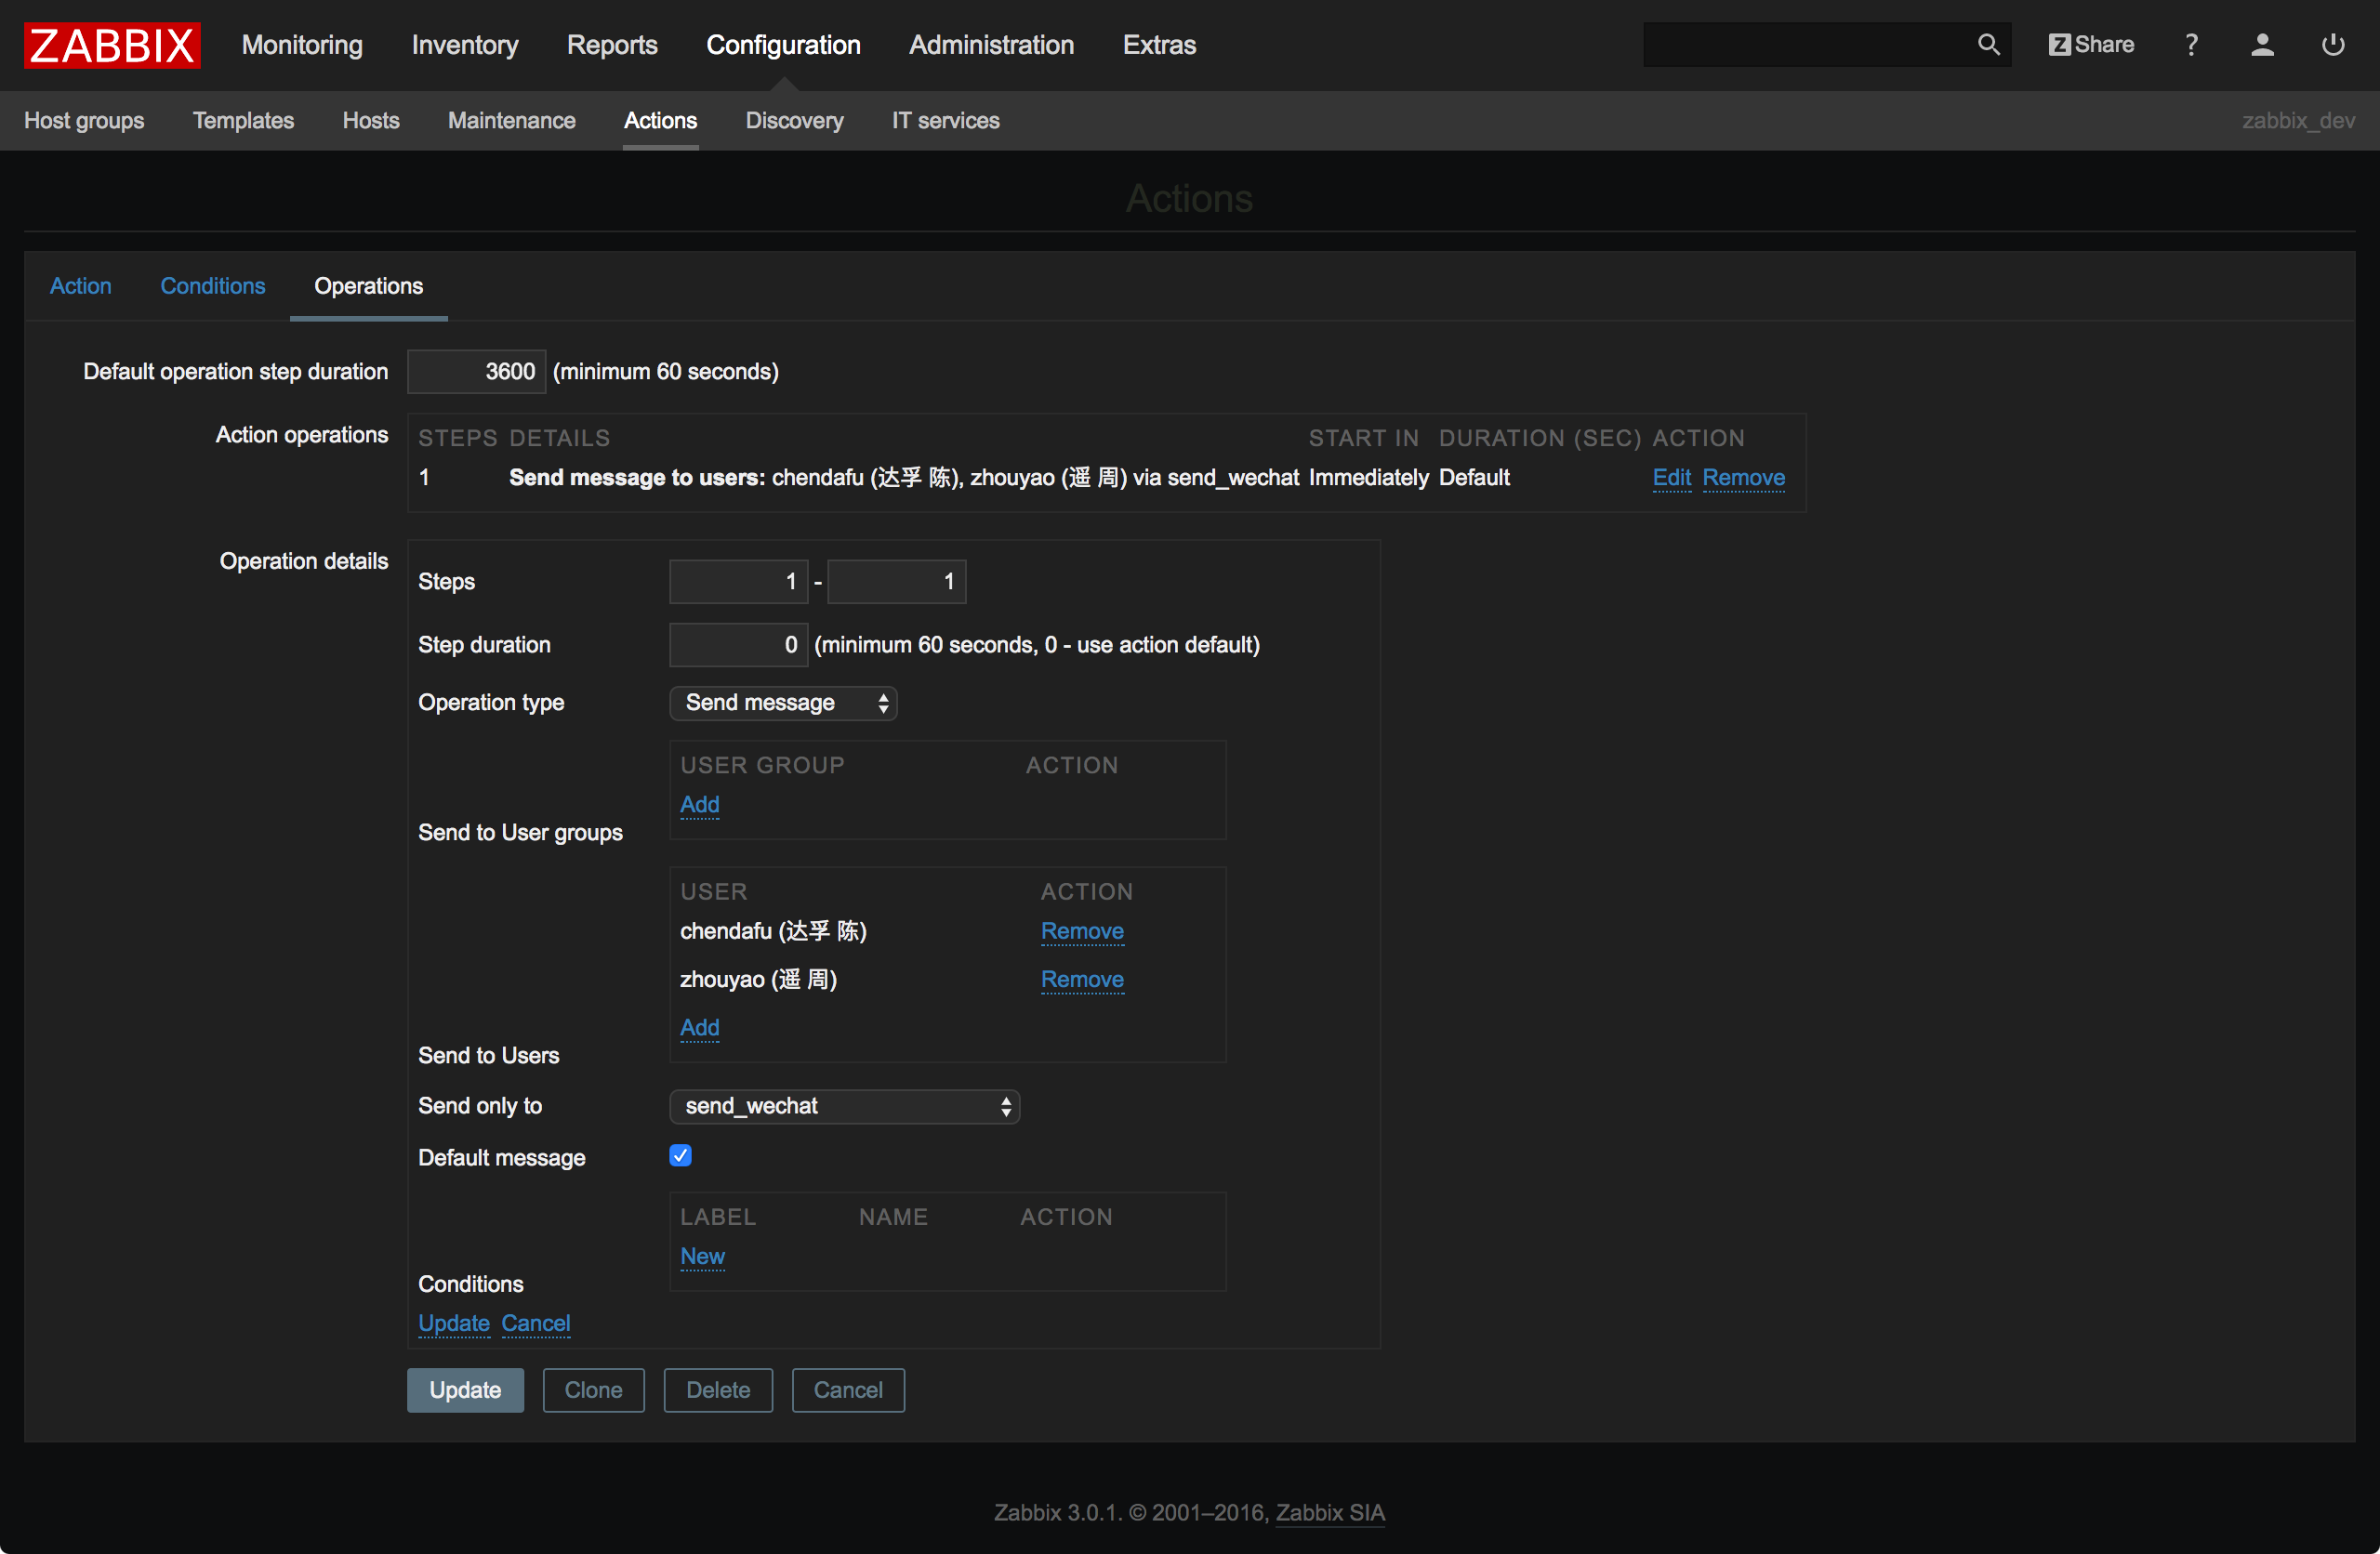 ZABBIX Monitoring Inventory Reports Configuration Administration Extras Z Share ?
Host groups Templates Hosts Maintenance Actions Discovery IT services zabbix_dev
Actions
Action Conditions Operations
Default operation step duration 3600 (minimum 60 seconds)
Action operations STEPS DETAILS START IN DURATION (SEC) ACTION
1 Send message to users: chendafu (达孚 陈), zhouyao (遥 周) via send_wechat Immediately Default Edit Remove
Operation details
Steps 1 - 1
Step duration 0 (minimum 60 seconds, 0 - use action default)
Operation type Send message
USER GROUP ACTION
Add
Send to User groups
USER ACTION
chendafu (达孚 陈) Remove
zhouyao (遥 周) Remove
Add
Send to Users
Send only to send_wechat
Default message
LABEL NAME ACTION
New
Conditions
Update Cancel
Update Clone Delete Cancel
Zabbix 3.0.1. © 2001–2016, Zabbix SIA